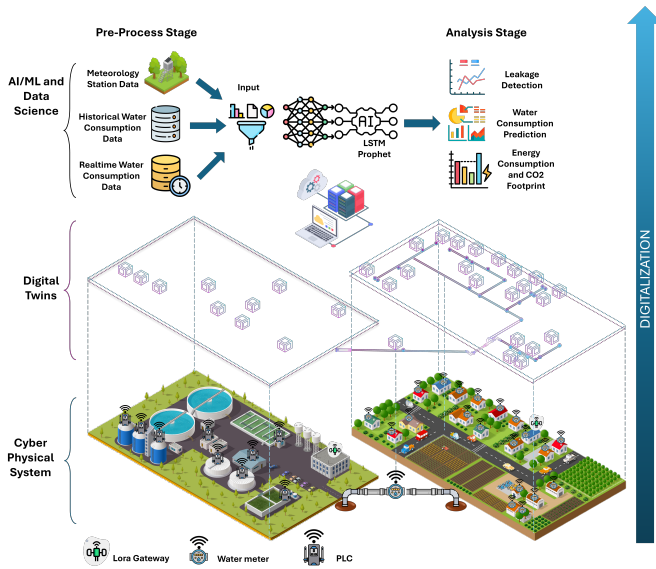 Pre-Process Stage
Analysis Stage
AI/ML and
Data
Science
Meteorology
Station Data
Historical Water
Consumption
Data
Realtime Water
Consumption
Data
Input
AI
LSTM
Prophet
Leakage
Detection
Water
Consumption
Prediction
Energy
Consumption
and CO2
Footprint
Digital
Twins
Cyber
Physical
System
DIGITALIZATION
Lora Gateway
Water meter
PLC